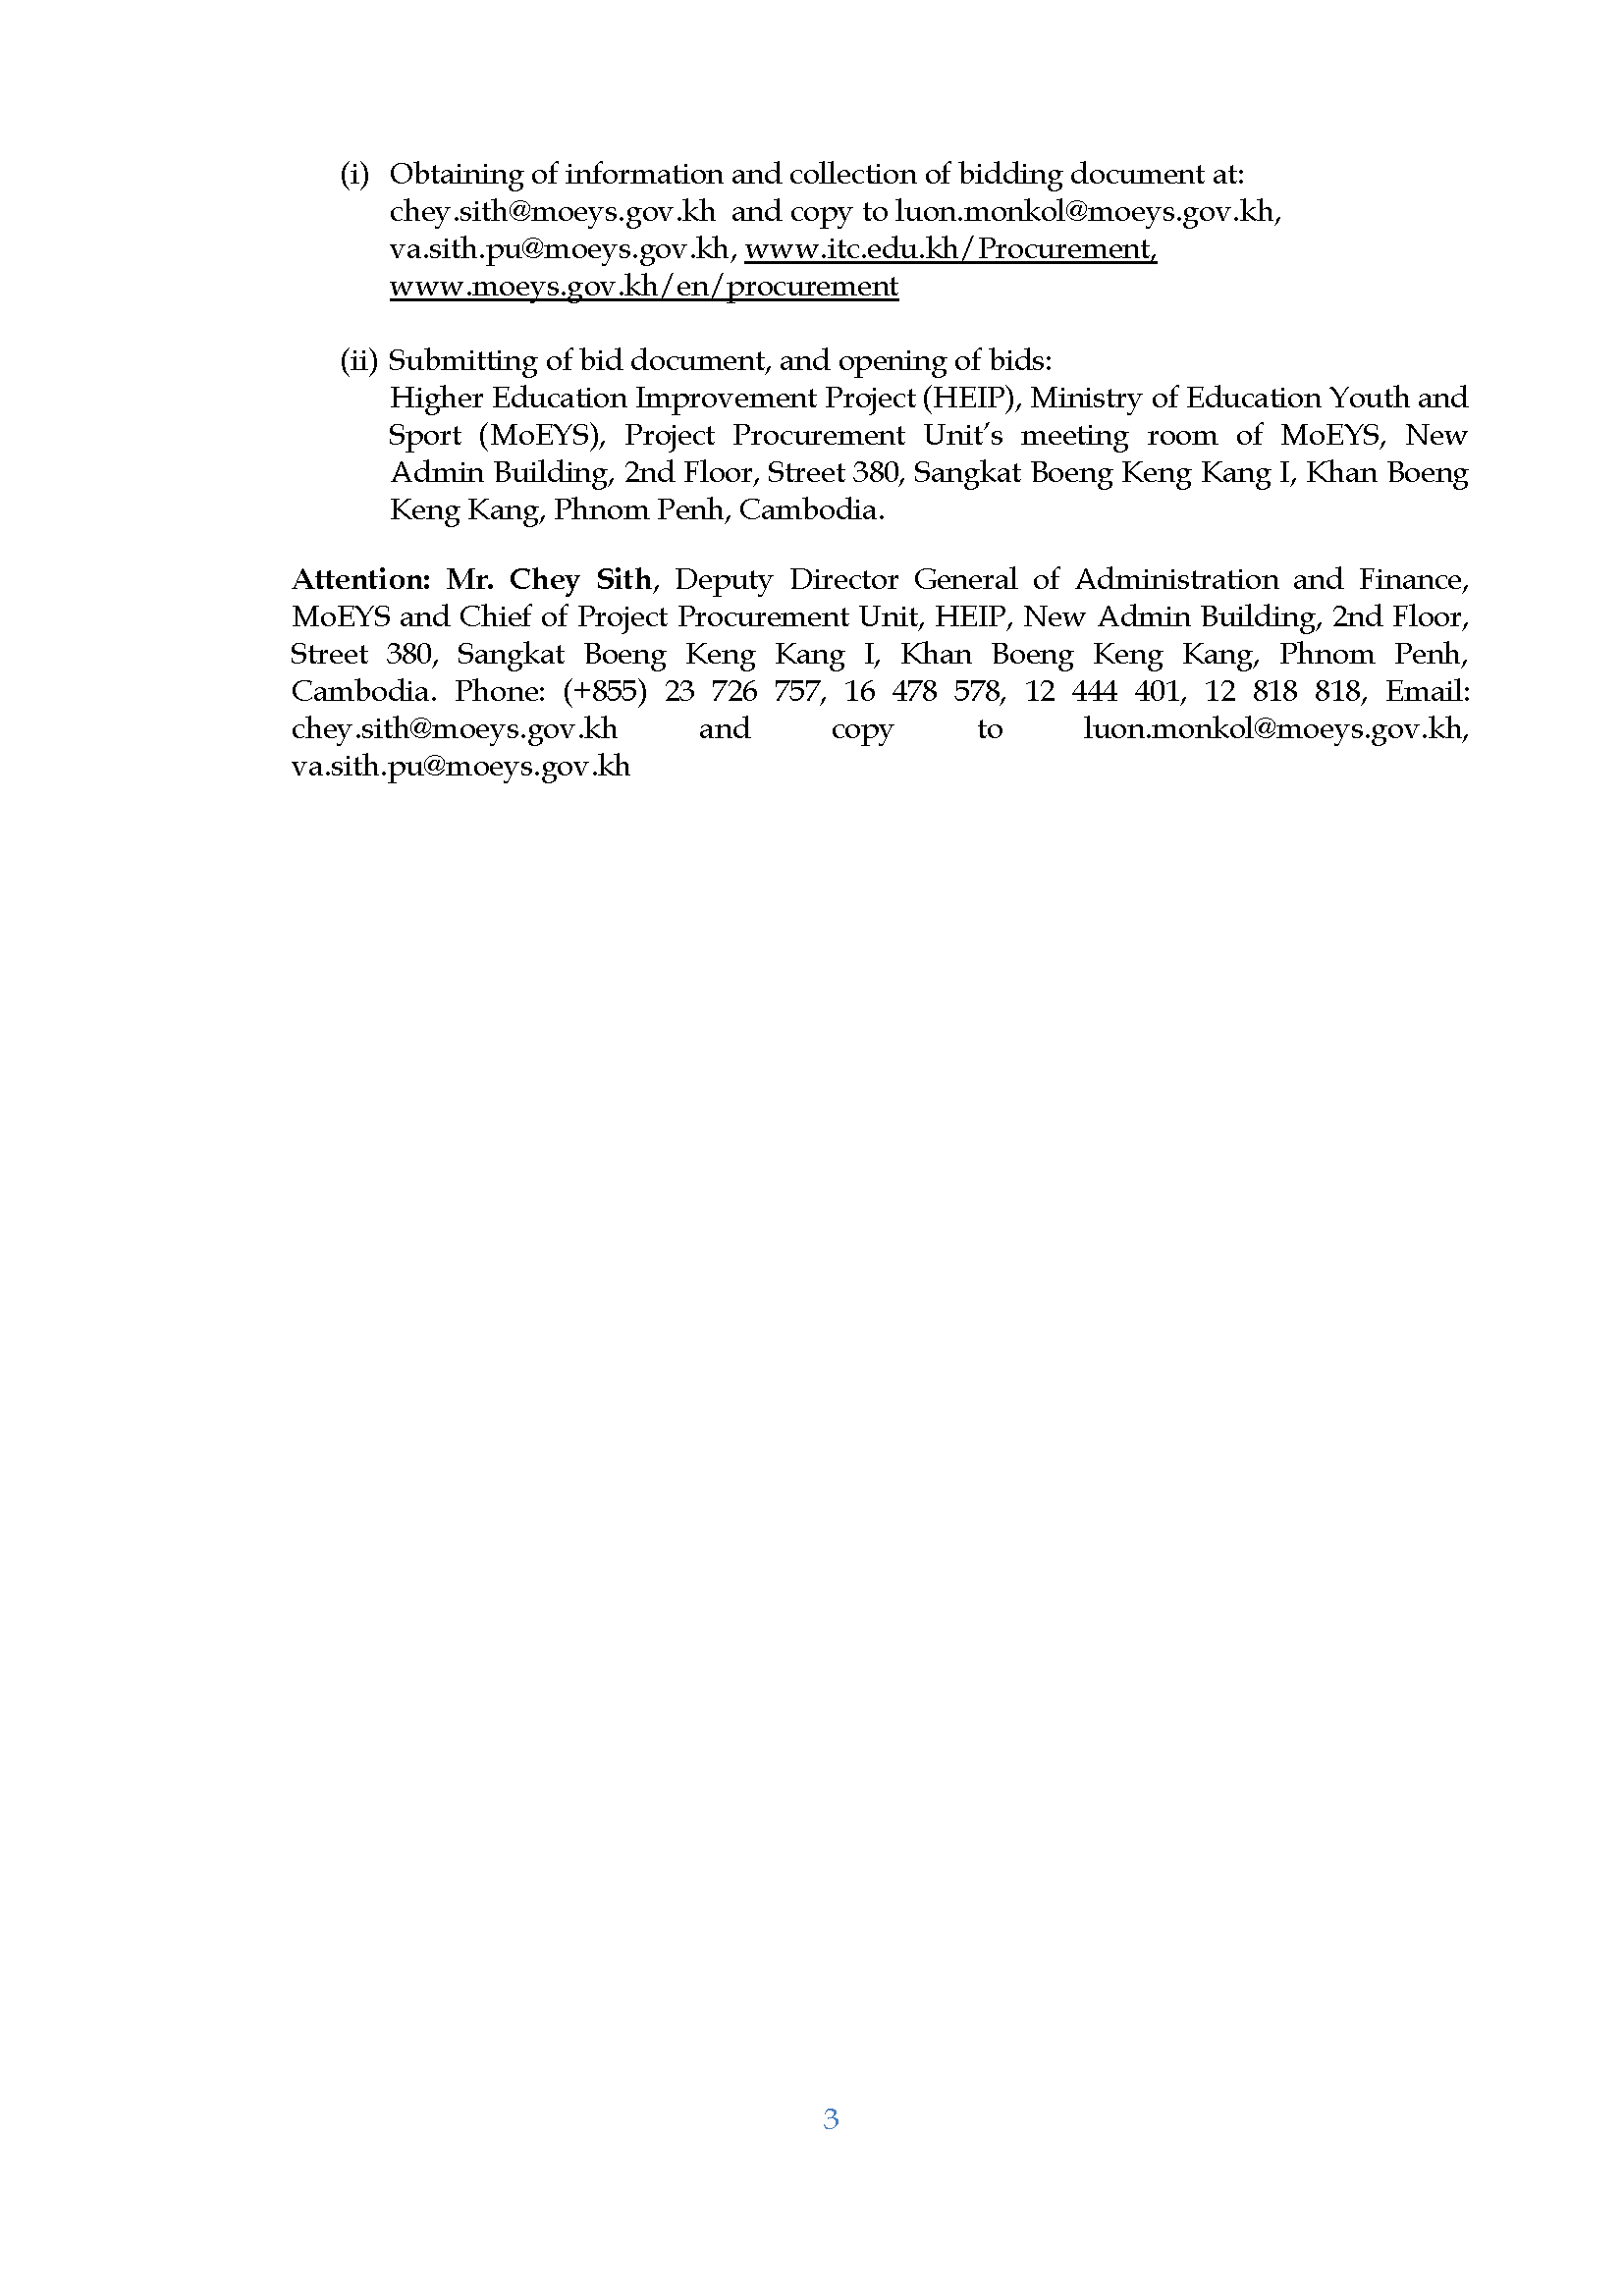 (i) Obtaining of information and collection of bidding document at:
chey.sith@moeys.gov.kh and copy to luon.monkol@moeys.gov.kh,
va.sith.pu@moeys.gov.kh, www.itc.edu.kh/Procurement,
www.moeys.gov.kh/en/procurement
(ii) Submitting of bid document, and opening of bids:
Higher Education Improvement Project (HEIP), Ministry of Education Youth and
Sport (MoEYS), Project Procurement Unit’s meeting room of MoEYS, New
Admin Building, 2nd Floor, Street 380, Sangkat Boeng Keng Kang I, Khan Boeng
Keng Kang, Phnom Penh, Cambodia.
Attention: Mr. Chey Sith, Deputy Director General of Administration and Finance,
MoEYS and Chief of Project Procurement Unit, HEIP, New Admin Building, 2nd Floor,
Street 380, Sangkat Boeng Keng Kang I, Khan Boeng Keng Kang, Phnom Penh,
Cambodia. Phone: (+855) 23 726 757, 16 478 578, 12 444 401, 12 818 818, Email:
chey.sith@moeys.gov.kh and copy to luon.monkol@moeys.gov.kh,
va.sith.pu@moeys.gov.kh
3